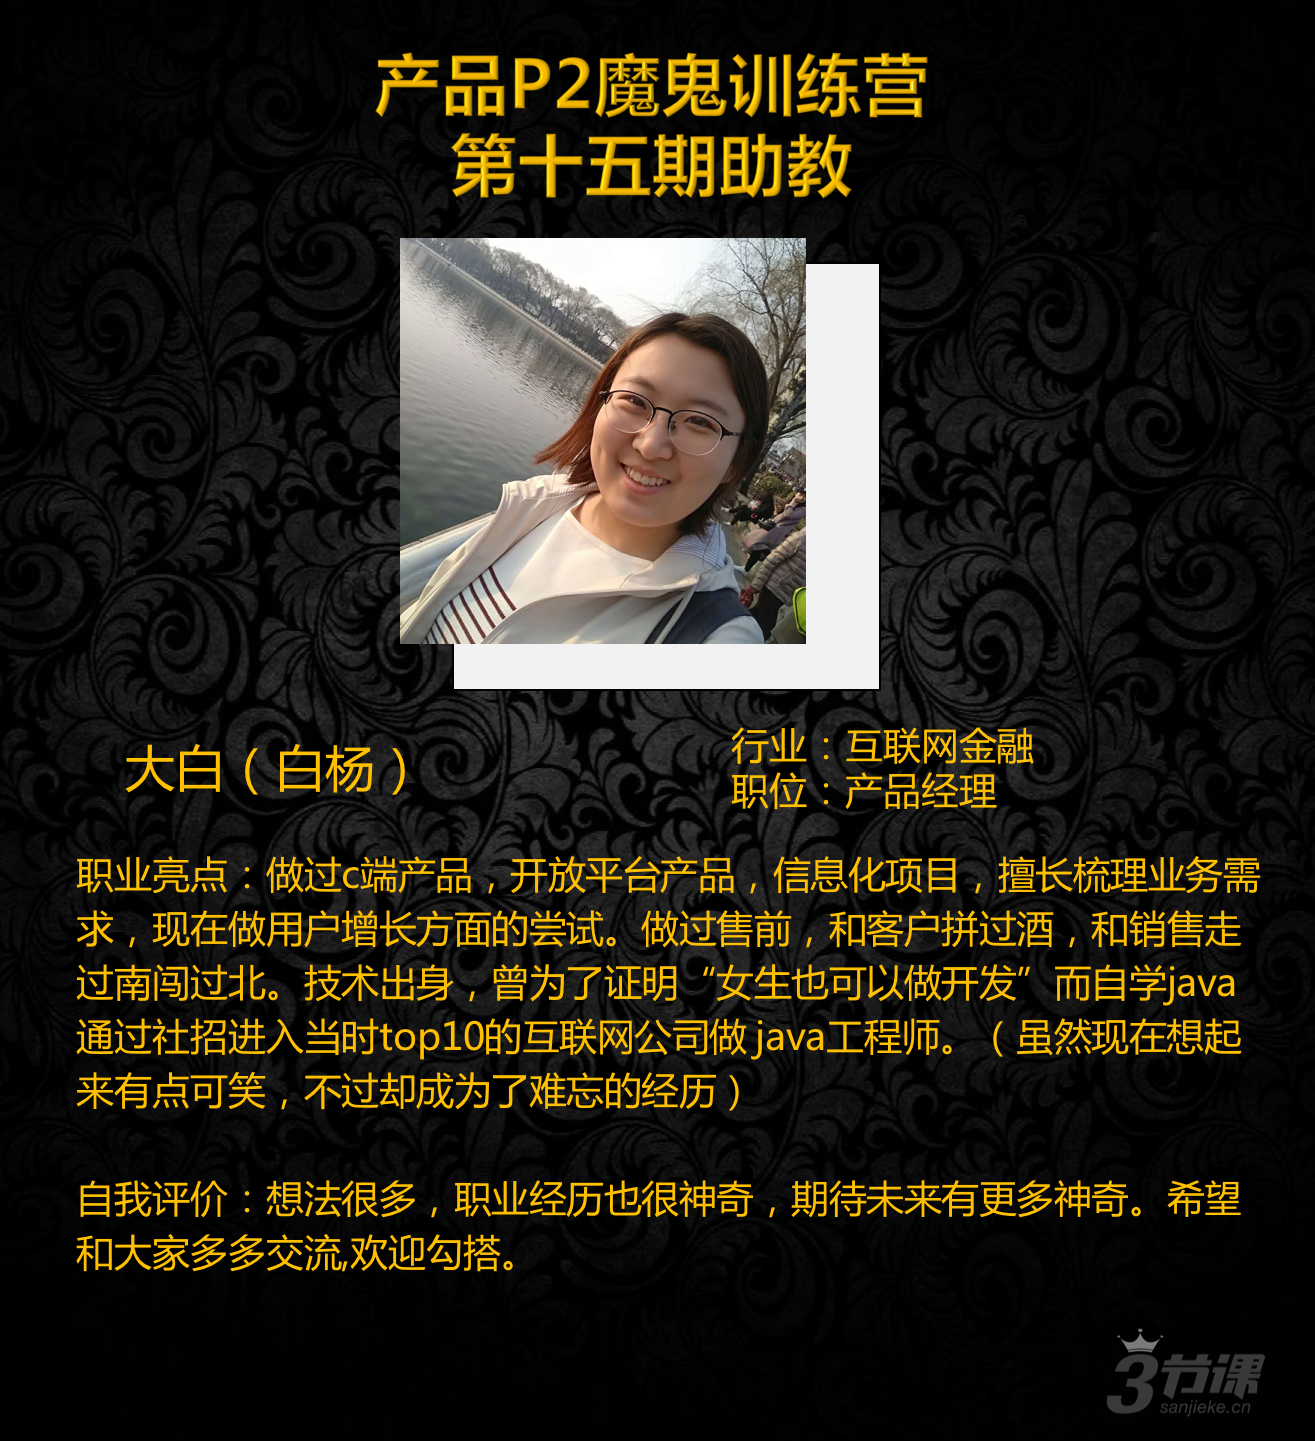 产品P2魔鬼训练营
第十五期助教
大白（白杨）
行业：互联网金融
职位：产品经理
职业亮点：做过c端产品，开放平台产品，信息化项目，擅长梳理业务需
求，现在做用户增长方面的尝试。做过售前，和客户拼过酒，和销售走
过南闯过北。技术出身，曾为了证明“女生也可以做开发”而自学java
通过社招进入当时top10的互联网公司做 java工程师。（虽然现在想起
来有点可笑，不过却成为了难忘的经历）
自我评价：想法很多，职业经历也很神奇，期待未来有更多神奇。希望
和大家多多交流,欢迎勾搭。
3节课
sanjieke.cn